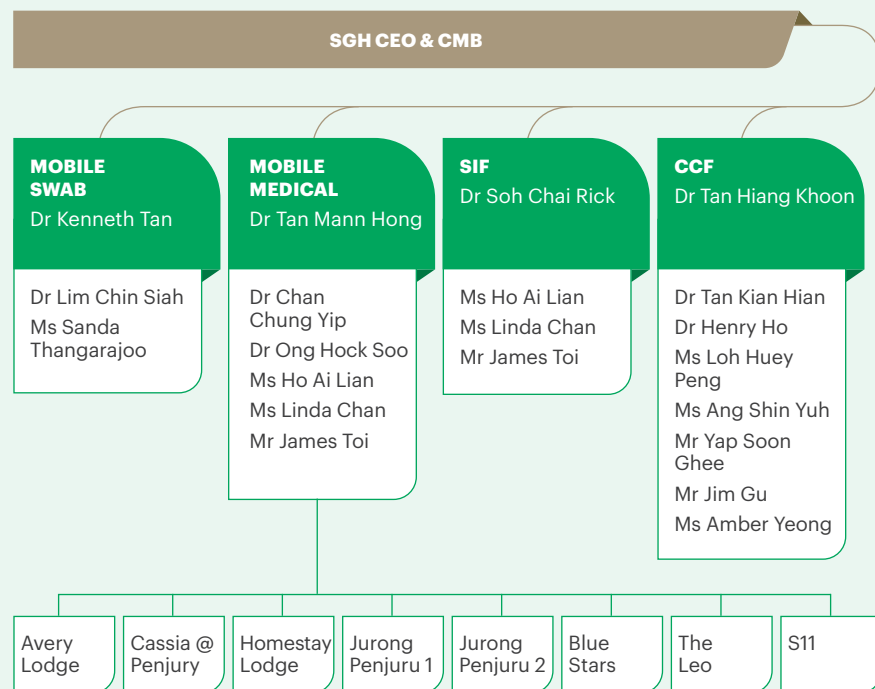 SGH CEO & CMB
MOBILE
SWAB
Dr Kenneth Tan
Dr Lim Chin Siah
Ms Sanda
Thangarajoo
MOBILE
MEDICAL
Dr Tan Mann Hong
Dr Chan
Chung Yip
Dr Ong Hock Soo
Ms Ho Ai Lian
Ms Linda Chan
Mr James Toi
SIF
Dr Soh Chai Rick
Ms Ho Ai Lian
Ms Linda Chan
Mr James Toi
CCF
Dr Tan Hiang Khoon
Dr Tan Kian Hian
Dr Henry Ho
Ms Loh Huey
Peng
Ms Ang Shin Yuh
Mr Yap Soon
Ghee
Mr Jim Gu
Ms Amber Yeong
Avery
Lodge
Cassia @
Penjury
Homestay
Lodge
Jurong
Penjuru 1
Jurong
Penjuru 2
Blue
Stars
The
Leo
S11